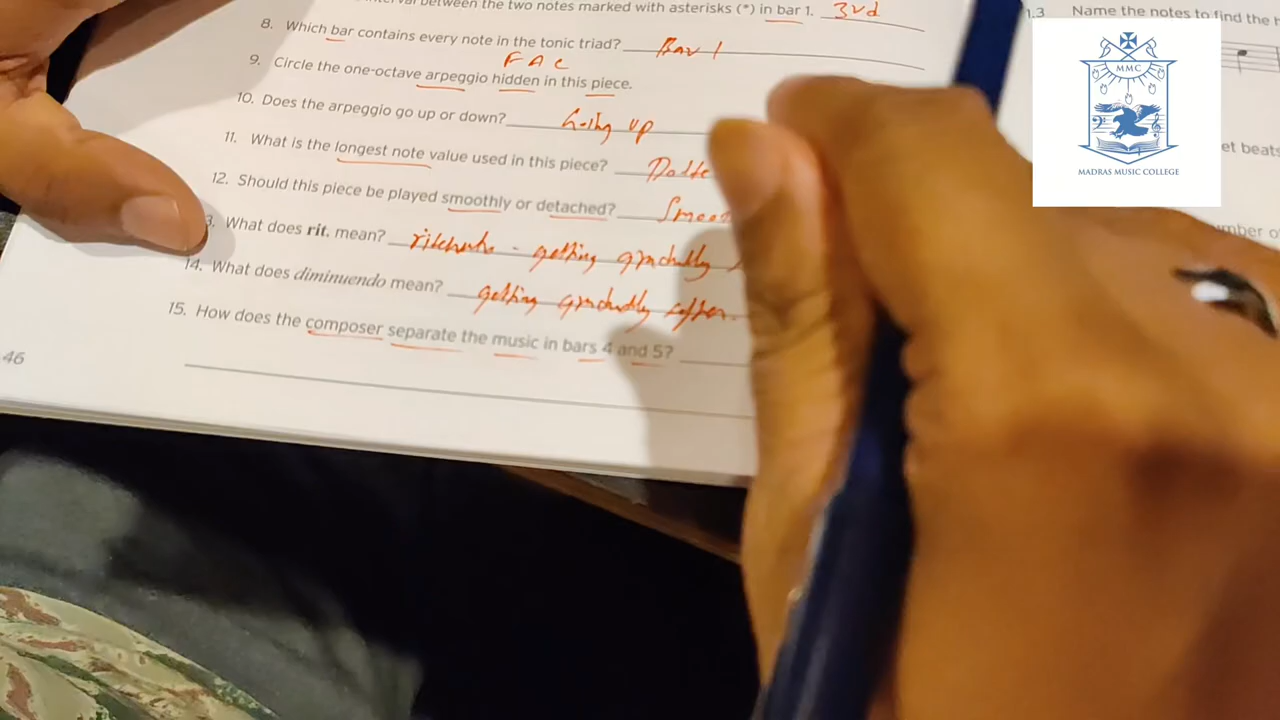 between the two notes marked with asterisks (*) in bar 1. 3rd
8. Which bar contains every note in the tonic triad? Bar 1
F A C
9. Circle the one-octave arpeggio hidden in this piece.
10. Does the arpeggio go up or down? Going up
11. What is the longest note value used in this piece? Dotte
12. Should this piece be played smoothly or detached? Smoo
3. What does rit. mean? - getting gradually
14. What does diminuendo mean? getting gradually softer.
15. How does the composer separate the music in bars 4 and 5?
46
1.3 Name the notes to find the h
MMC
MADRAS MUSIC COLLEGE
et beats
mber o